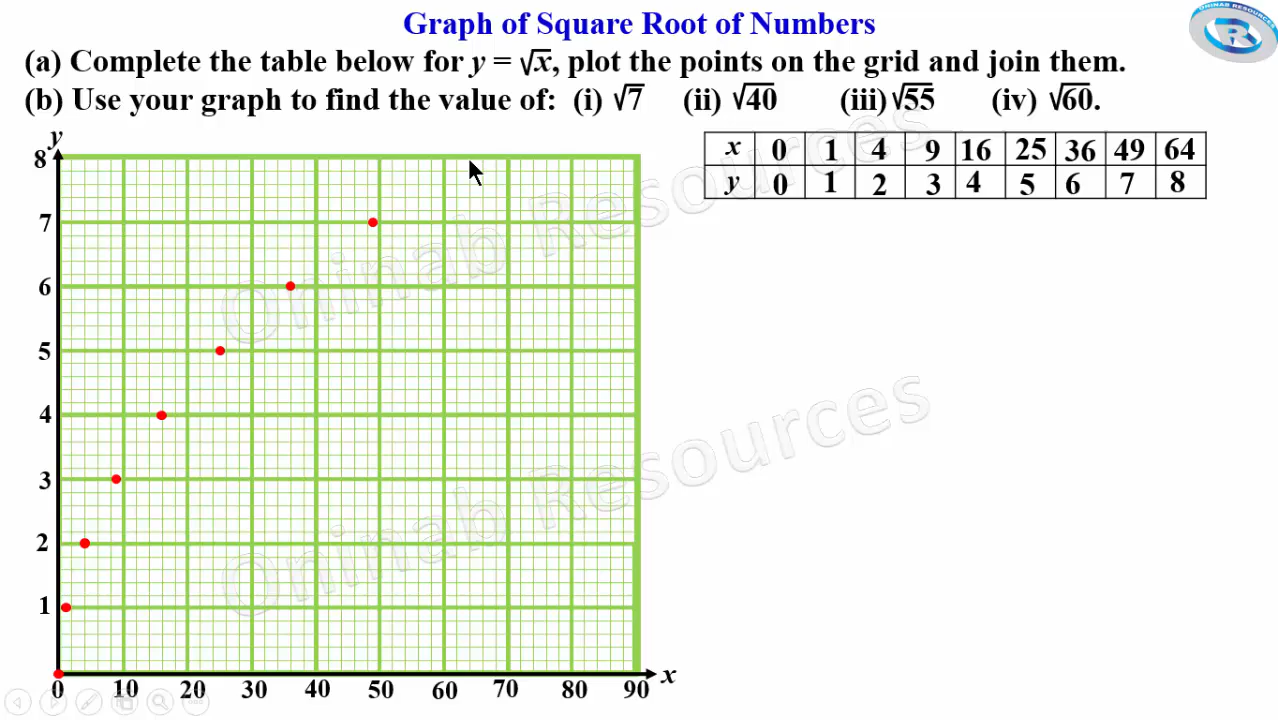 Graph of Square Root of Numbers
ONINAB RESOURCES
R
(a) Complete the table below for y = √x, plot the points on the grid and join them.
(b) Use your graph to find the value of: (i) √7 (ii) √40 (iii) √55 (iv) √60.
x 0 1 4 9 16 25 36 49 64
y 0 1 2 3 4 5 6 7 8
y
8
7
6
5
4
3
2
1
0 10 20 30 40 50 60 70 80 90 x
Oninab Resources
Oninab Resources